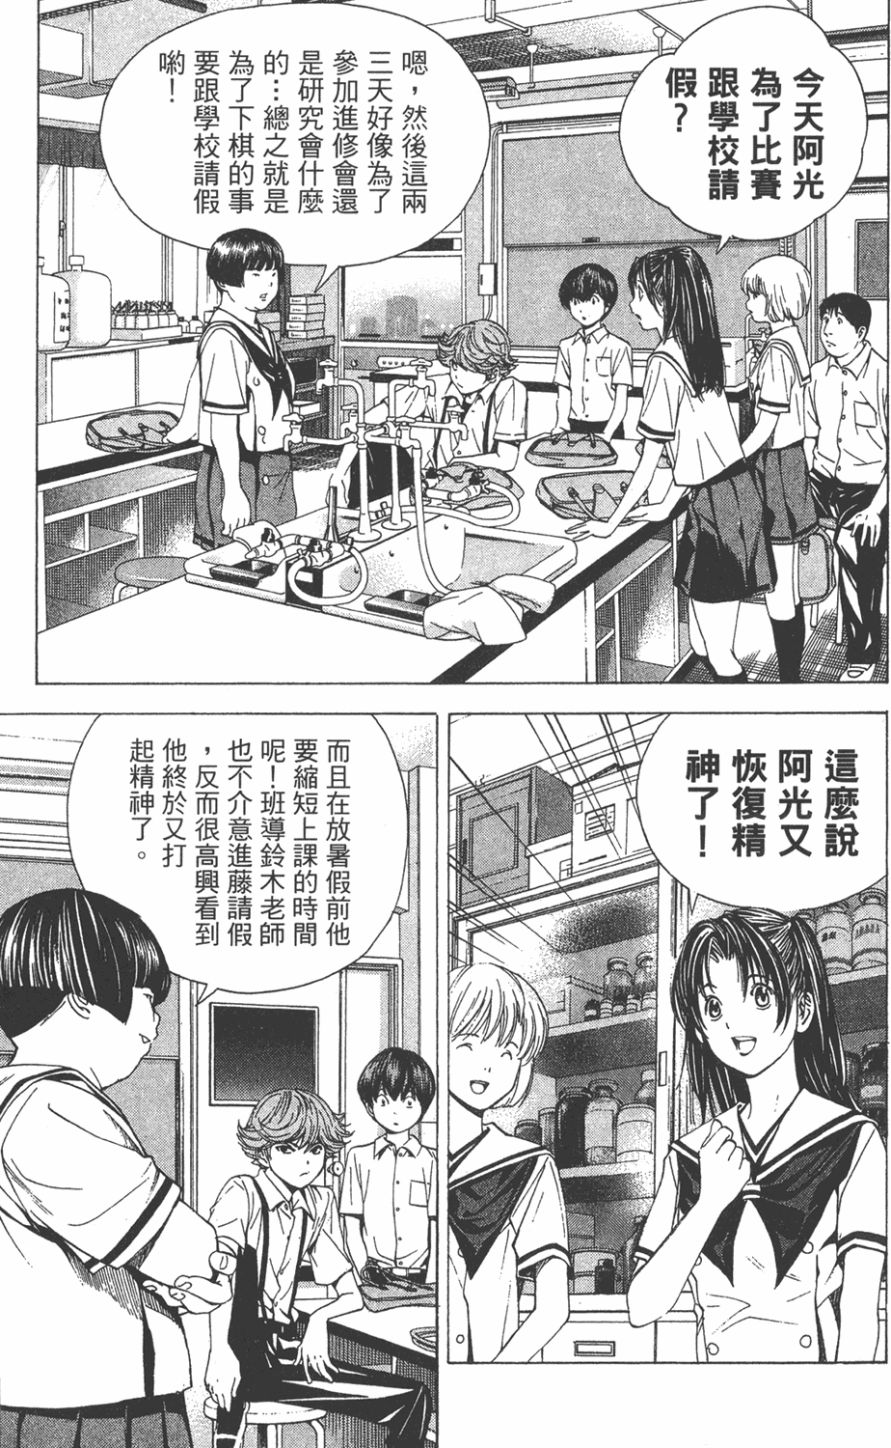 今天阿光
為了比賽
跟學校請
假？
嗯，然後這兩
三天好像為了
參加進修會還
是研究會什麼
的…總之就是
為了下棋的事
要跟學校請假
喲！
這麼說
阿光又
恢復精
神了！
而且在放暑假前他
要縮短上課的時間
呢！班導鈴木老師
也不介意進藤請假
，反而很高興看到
他終於又打
起精神了。